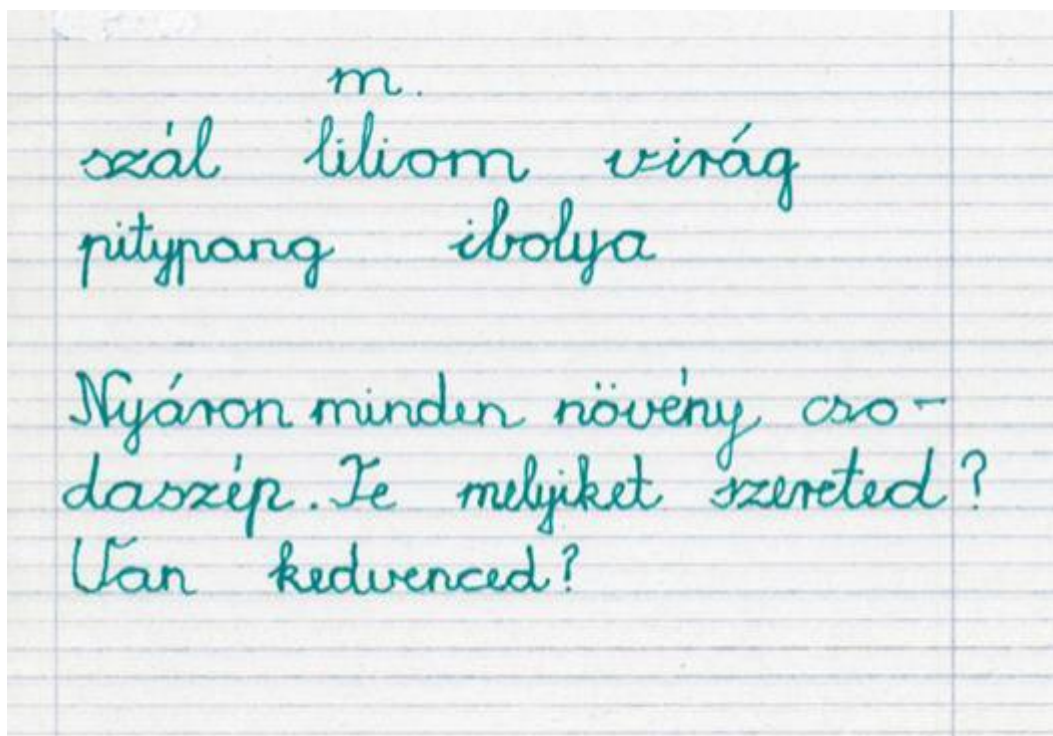 m.
szál liliom virág
pitypang ibolya
Nyáron minden növény cso-
daszép. Te melyiket szereted?
Van kedvenced?